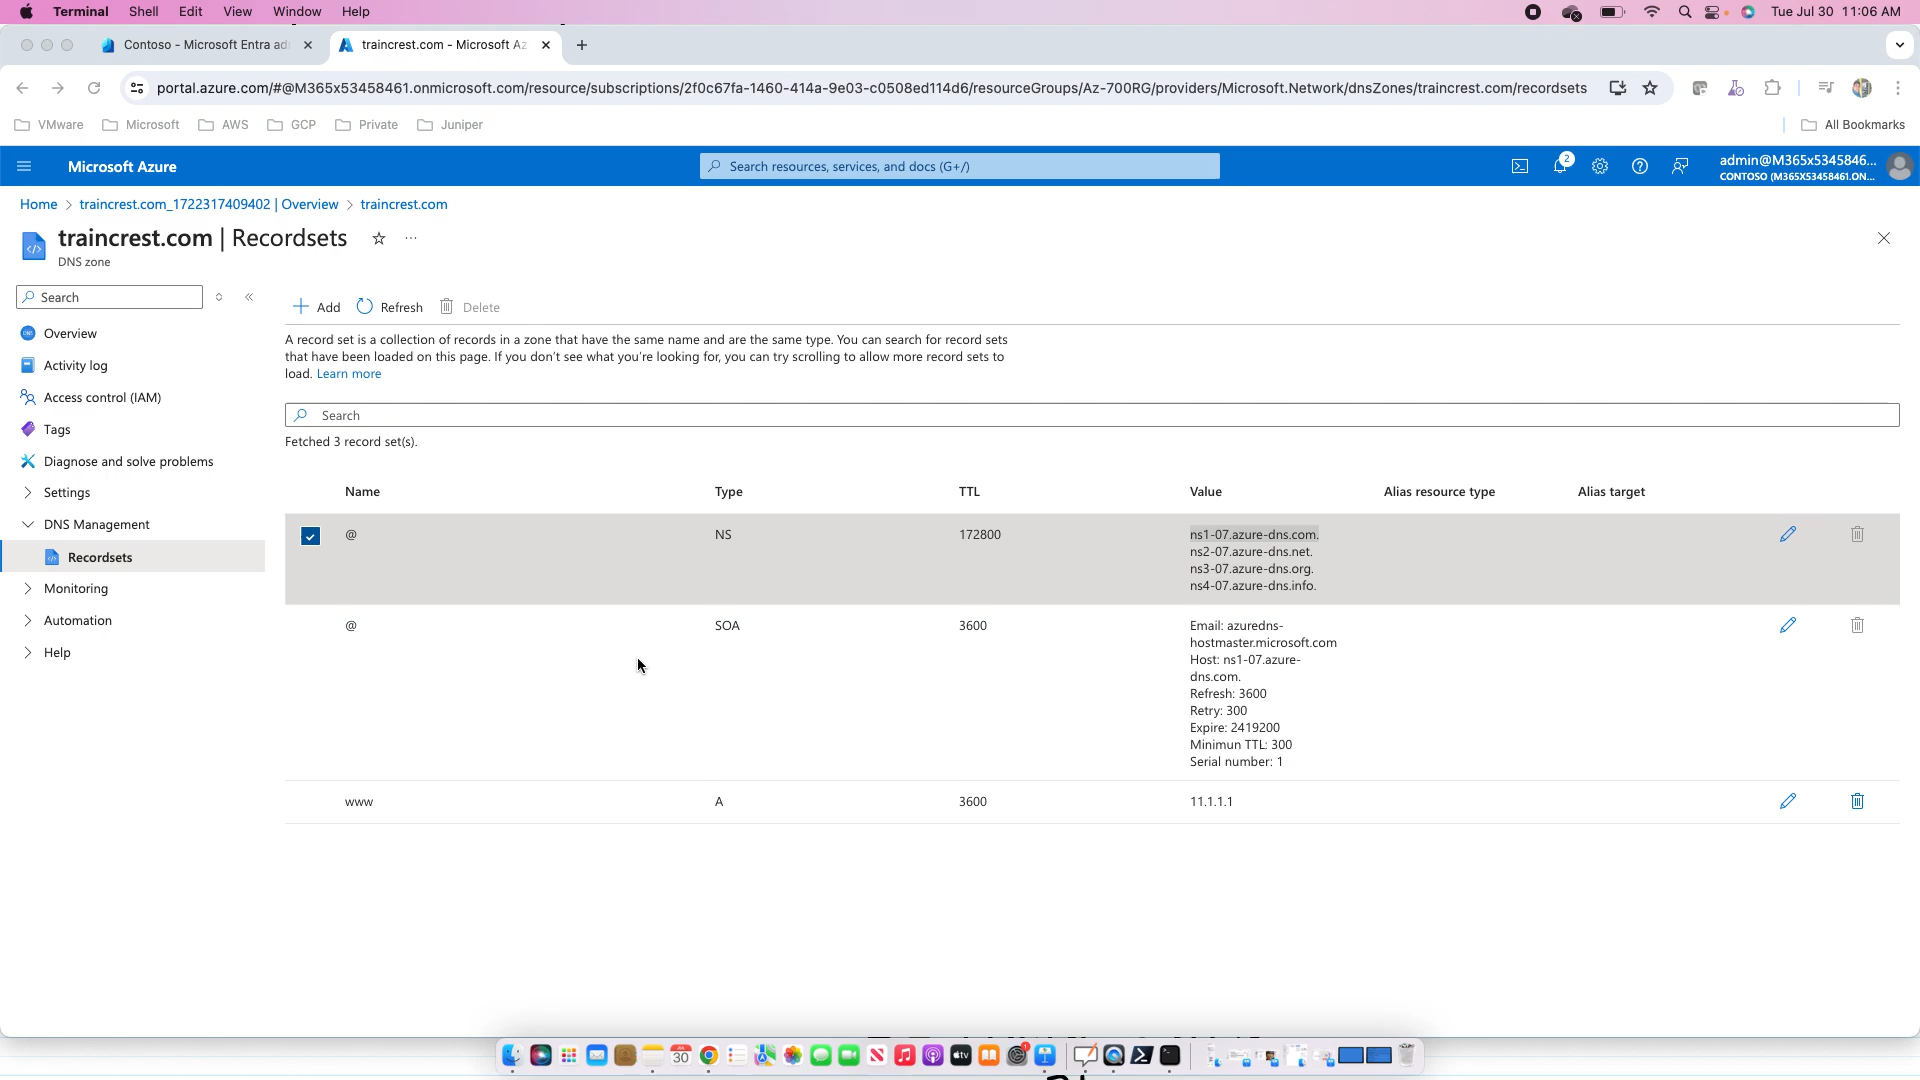 Terminal Shell Edit View Window Help Tue Jul 30 11:06 AM
Contoso - Microsoft Entra ad
traincrest.com - Microsoft Az
portal.azure.com/#@M365x53458461.onmicrosoft.com/resource/subscriptions/2f0c67fa-1460-414a-9e03-c0508ed114d6/resourceGroups/Az-700RG/providers/Microsoft.Network/dnsZones/traincrest.com/recordsets
VMware Microsoft AWS GCP Private Juniper All Bookmarks
Microsoft Azure
Search resources, services, and docs (G+/)
2
admin@M365x5345846...
CONTOSO (M365X53458461.ON...
Home > traincrest.com_1722317409402 | Overview > traincrest.com
traincrest.com | Recordsets
DNS zone
Search
Overview
Activity log
Access control (IAM)
Tags
Diagnose and solve problems
Settings
DNS Management
Recordsets
Monitoring
Automation
Help
Add Refresh Delete
A record set is a collection of records in a zone that have the same name and are the same type. You can search for record sets
that have been loaded on this page. If you don't see what you're looking for, you can try scrolling to allow more record sets to
load. Learn more
Search
Fetched 3 record set(s).
Name Type TTL Value Alias resource type Alias target
@ NS 172800 ns1-07.azure-dns.com.
ns2-07.azure-dns.net.
ns3-07.azure-dns.org.
ns4-07.azure-dns.info.
@ SOA 3600 Email: azuredns-
hostmaster.microsoft.com
Host: ns1-07.azure-
dns.com.
Refresh: 3600
Retry: 300
Expire: 2419200
Minimun TTL: 300
Serial number: 1
www A 3600 11.1.1.1
JUL
30
tv
1